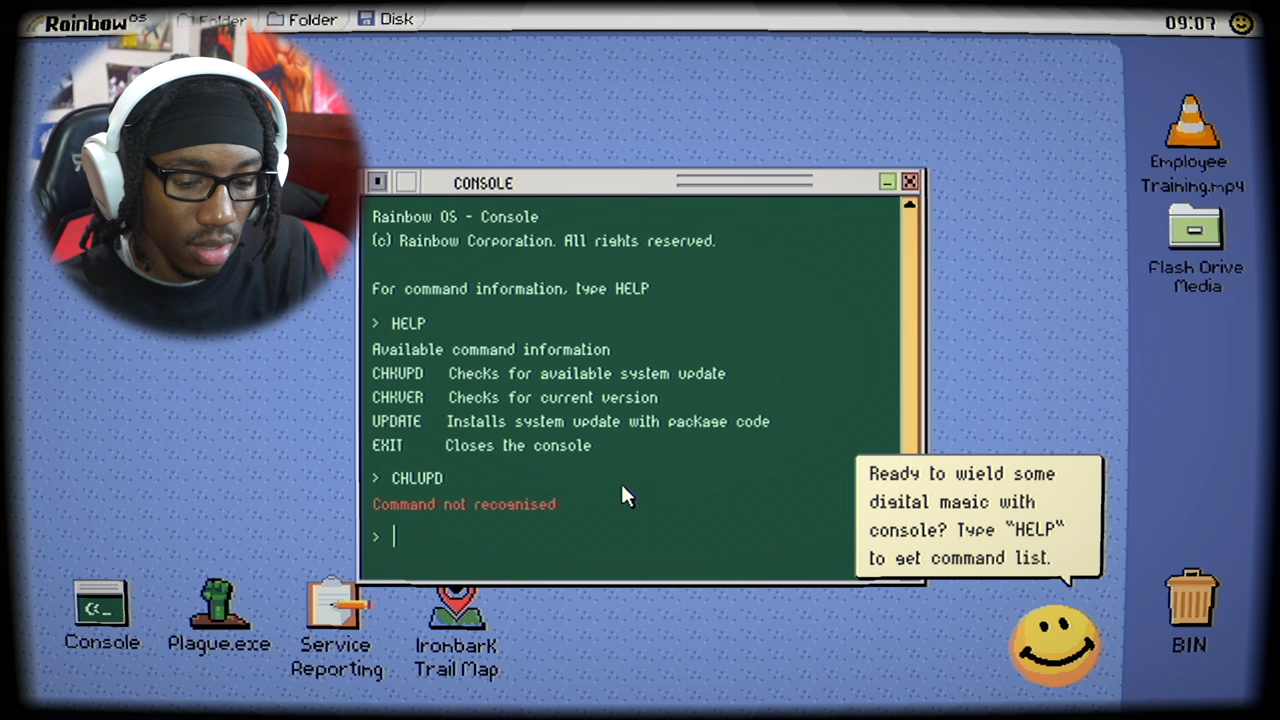 Rainbow OS
Folder
Folder
Disk
09:07
Employee
Training.mp4
Flash Drive
Media
CONSOLE
Rainbow OS - Console
(c) Rainbow Corporation. All rights reserved.
For command information, type HELP
> HELP
Available command information
CHKUPD Checks for available system update
CHKVER Checks for current version
UPDATE Installs system update with package code
EXIT Closes the console
> CHLUPD
Command not recognised
>
Ready to wield some
digital magic with
console? Type "HELP"
to get command list.
Console
Plague.exe
Service
Reporting
Ironbark
Trail Map
BIN